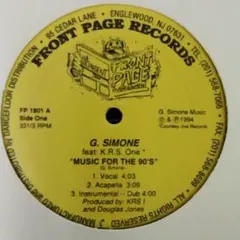 85 CEDAR LANE - ENGLEWOOD, NJ 07631
FRONT PAGE RECORDS
FRONT
PAGE
FP 1801 A
Side One
33 1/3 RPM
G. Simone Music
© & ℗ 1994
G. SIMONE
feat: K.R.S. One
"MUSIC FOR THE 90'S"
(G. Simone)
1. Vocal 4:03
2. Acapella 3:09
3. Instrumental -- Dub 4:00
Produced by: KRS I
and Douglas Jones
ALL RIGHTS RESERVED